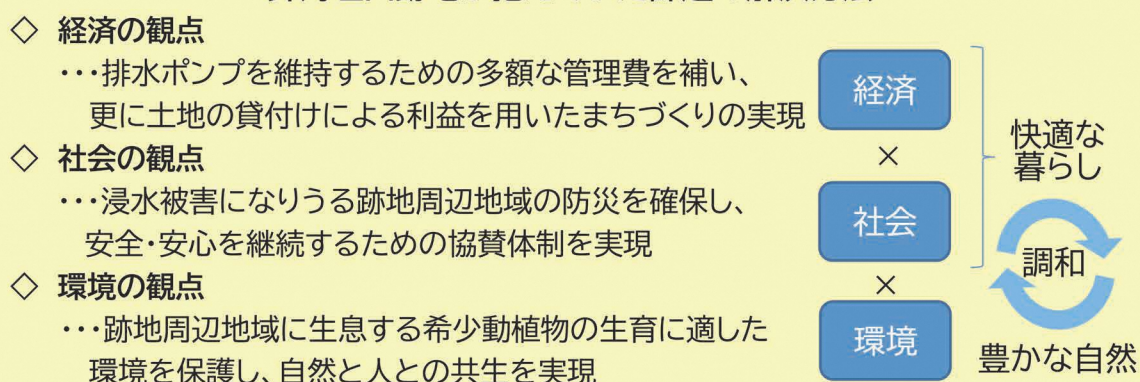 ◇ 経済の観点
･･･排水ポンプを維持するための多額な管理費を補い、
更に土地の貸付けによる利益を用いたまちづくりの実現
◇ 社会の観点
･･･浸水被害になりうる跡地周辺地域の防災を確保し、
安全・安心を継続するための協賛体制を実現
◇ 環境の観点
･･･跡地周辺地域に生息する希少動植物の生育に適した
環境を保護し、自然と人との共生を実現
経済
×
社会
×
環境
快適な
暮らし
調和
豊かな自然